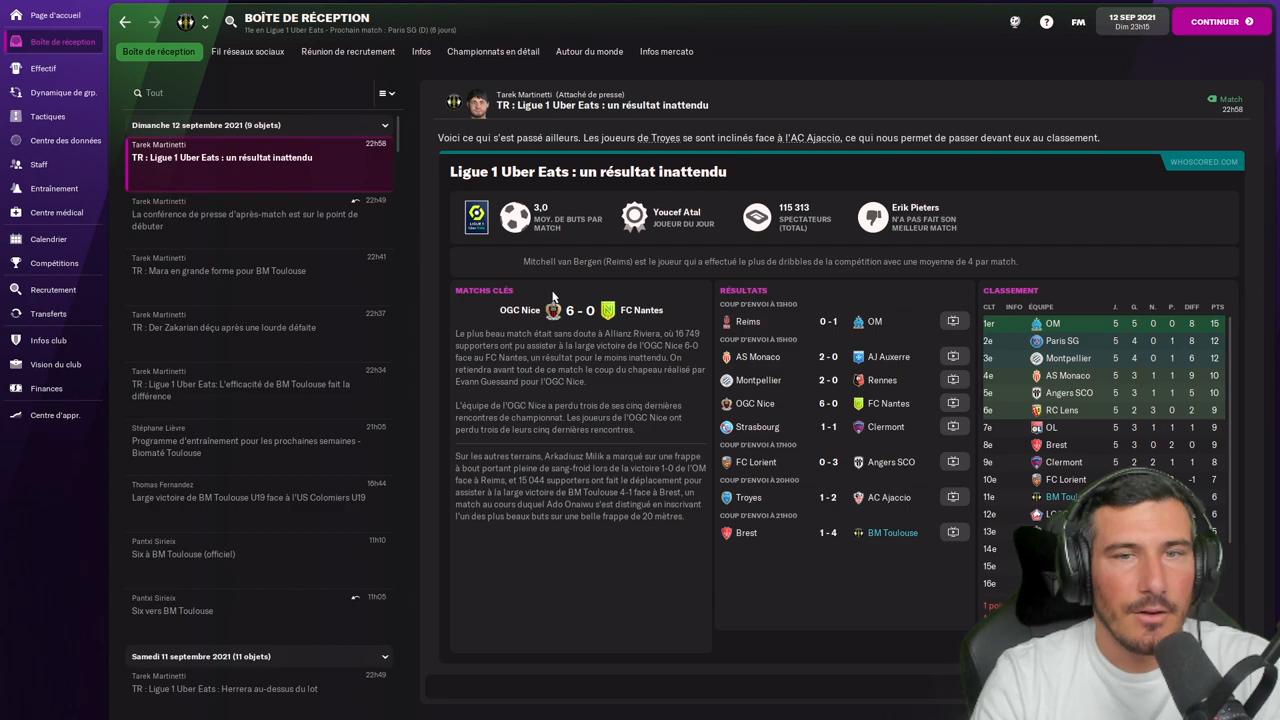 Page d'accueil
Boîte de réception
Effectif
Dynamique de grp.
Tactiques
Centre des données
Staff
Entraînement
Centre médical
Calendrier
Compétitions
Recrutement
Transferts
Infos club
Vision du club
Finances
Centre d'appr.
BOÎTE DE RÉCEPTION
11e en Ligue 1 Uber Eats - Prochain match : Paris SG (D) (6 jours)
FM
12 SEP 2021
Dim 23h15
CONTINUER
Boîte de réception
Fil réseaux sociaux
Réunion de recrutement
Infos
Championnats en détail
Autour du monde
Infos mercato
Tout
Dimanche 12 septembre 2021 (9 objets)
Tarek Martinetti 22h58
TR : Ligue 1 Uber Eats : un résultat inattendu
Tarek Martinetti 22h49
La conférence de presse d'après-match est sur le point de
débuter
Tarek Martinetti 22h41
TR : Mara en grande forme pour BM Toulouse
Tarek Martinetti 22h37
TR : Der Zakarian déçu après une lourde défaite
Tarek Martinetti 22h34
TR : Ligue 1 Uber Eats: L'efficacité de BM Toulouse fait la
différence
Stéphane Lièvre 21h05
Programme d'entraînement pour les prochaines semaines -
Biomaté Toulouse
Thomas Fernandez 16h44
Large victoire de BM Toulouse U19 face à l'US Colomiers U19
Pantxi Sirieix 11h10
Six à BM Toulouse (officiel)
Pantxi Sirieix 11h05
Six vers BM Toulouse
Samedi 11 septembre 2021 (11 objets)
Tarek Martinetti 22h49
TR : Ligue 1 Uber Eats : Herrera au-dessus du lot
Tarek Martinetti (Attaché de presse)
TR : Ligue 1 Uber Eats : un résultat inattendu
Match
22h58
Voici ce qui s'est passé ailleurs. Les joueurs de Troyes se sont inclinés face à l'AC Ajaccio, ce qui nous permet de passer devant eux au classement.
WHOSCORED.COM
Ligue 1 Uber Eats : un résultat inattendu
3,0
MOY. DE BUTS PAR
MATCH
Youcef Atal
JOUEUR DU JOUR
115 313
SPECTATEURS
(TOTAL)
Erik Pieters
N'A PAS FAIT SON
MEILLEUR MATCH
Mitchell van Bergen (Reims) est le joueur qui a effectué le plus de dribbles de la compétition avec une moyenne de 4 par match.
MATCHS CLÉS
OGC Nice 6 - 0 FC Nantes
Le plus beau match était sans doute à Allianz Riviera, où 16 749
supporters ont pu assister à la large victoire de l'OGC Nice 6-0
face au FC Nantes, un résultat pour le moins inattendu. On
retiendra avant tout de ce match le coup du chapeau réalisé par
Evann Guessand pour l'OGC Nice.
L'équipe de l'OGC Nice a perdu trois de ses cinq dernières
rencontres de championnat. Les joueurs de l'OGC Nice ont
perdu trois de leurs cinq dernières rencontres.
Sur les autres terrains, Arkadiusz Milik a marqué sur une frappe
à bout portant pleine de sang-froid lors de la victoire 1-0 de l'OM
face à Reims, et 15 044 supporters ont fait le déplacement pour
assister à la large victoire de BM Toulouse 4-1 face à Brest, un
match au cours duquel Ado Onaiwu s'est distingué en inscrivant
l'un des plus beaux buts sur une belle frappe de 20 mètres.
RÉSULTATS
COUP D'ENVOI À 13H00
Reims 0 - 1 OM
COUP D'ENVOI À 15H00
AS Monaco 2 - 0 AJ Auxerre
Montpellier 2 - 0 Rennes
OGC Nice 6 - 0 FC Nantes
Strasbourg 1 - 1 Clermont
COUP D'ENVOI À 17H00
FC Lorient 0 - 3 Angers SCO
COUP D'ENVOI À 20H00
Troyes 1 - 2 AC Ajaccio
COUP D'ENVOI À 21H00
Brest 1 - 4 BM Toulouse
CLASSEMENT
CLT INFO ÉQUIPE J. G. N. P. DIFF PTS
1er OM 5 5 0 0 8 15
2e Paris SG 5 4 0 1 8 12
3e Montpellier 5 4 0 1 6 12
4e AS Monaco 5 3 1 1 9 10
5e Angers SCO 5 3 1 1 5 10
6e RC Lens 5 2 3 0 2 9
7e OL 5 3 0 2 9
8e Brest 5 3 0 2 0 9
9e Clermont 5 1 8
10e FC Lorient -1 7
11e BM 6
12e 6
13e 5
14e
15e
16e
1